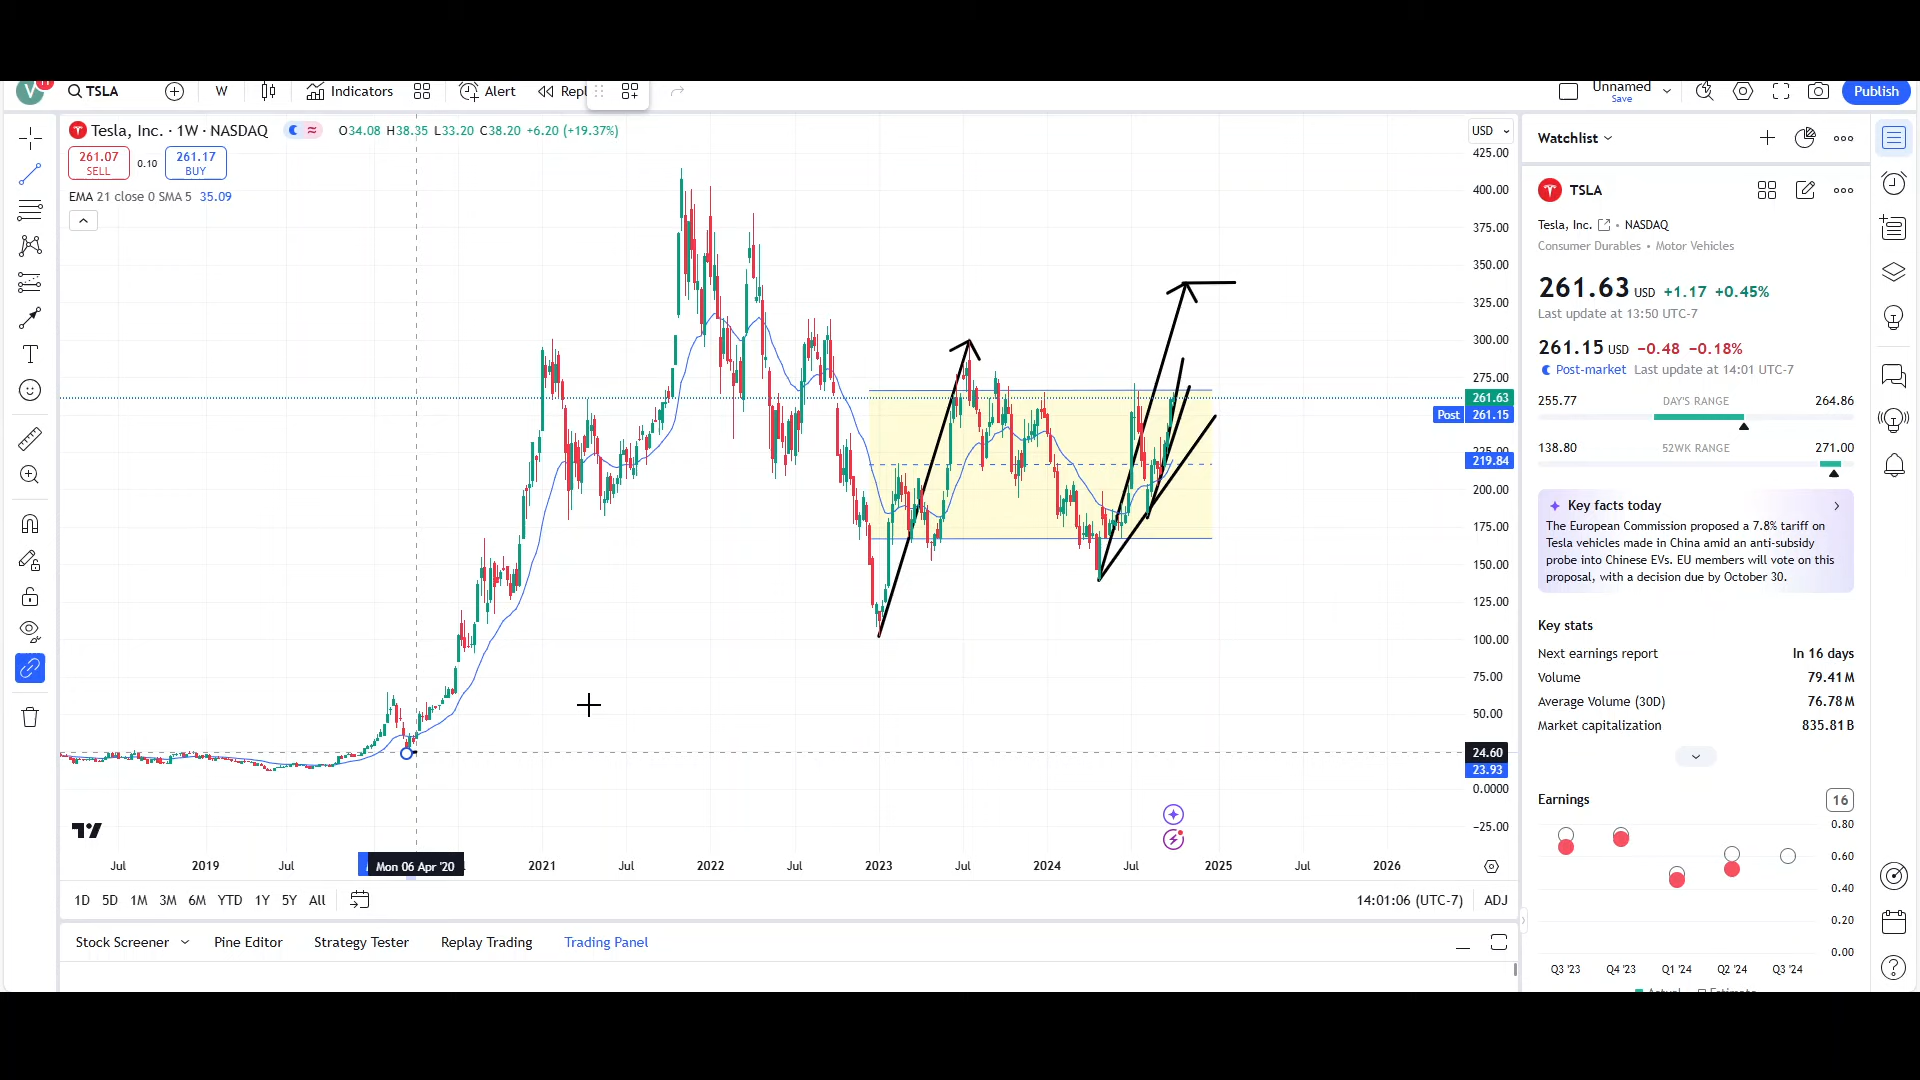 V
11
TSLA
W
Indicators
Alert
Repl
Unnamed
Save
Publish
Tesla, Inc. · 1W · NASDAQ
O34.08 H38.35 L33.20 C38.20 +6.20 (+19.37%)
261.07
SELL
0.10
261.17
BUY
EMA 21 close 0 SMA 5 35.09
USD
425.00
400.00
375.00
350.00
325.00
300.00
275.00
261.63
Post 261.15
225.00
219.84
200.00
175.00
150.00
125.00
100.00
75.00
50.00
24.60
23.93
0.0000
−25.00
Jul
2019
Jul
Mon 06 Apr '20
2021
Jul
2022
Jul
2023
Jul
2024
Jul
2025
Jul
2026
1D 5D 1M 3M 6M YTD 1Y 5Y All
14:01:06 (UTC-7)
ADJ
Stock Screener
Pine Editor
Strategy Tester
Replay Trading
Trading Panel
Watchlist
TSLA
Tesla, Inc. • NASDAQ
Consumer Durables • Motor Vehicles
261.63 USD +1.17 +0.45%
Last update at 13:50 UTC-7
261.15 USD −0.48 −0.18%
Post-market Last update at 14:01 UTC-7
255.77 DAY'S RANGE 264.86
138.80 52WK RANGE 271.00
Key facts today
The European Commission proposed a 7.8% tariff on
Tesla vehicles made in China amid an anti-subsidy
probe into Chinese EVs. EU members will vote on this
proposal, with a decision due by October 30.
Key stats
Next earnings report In 16 days
Volume 79.41M
Average Volume (30D) 76.78M
Market capitalization 835.81B
Earnings
16
0.80
0.60
0.40
0.20
0.00
Q3 '23 Q4 '23 Q1 '24 Q2 '24 Q3 '24